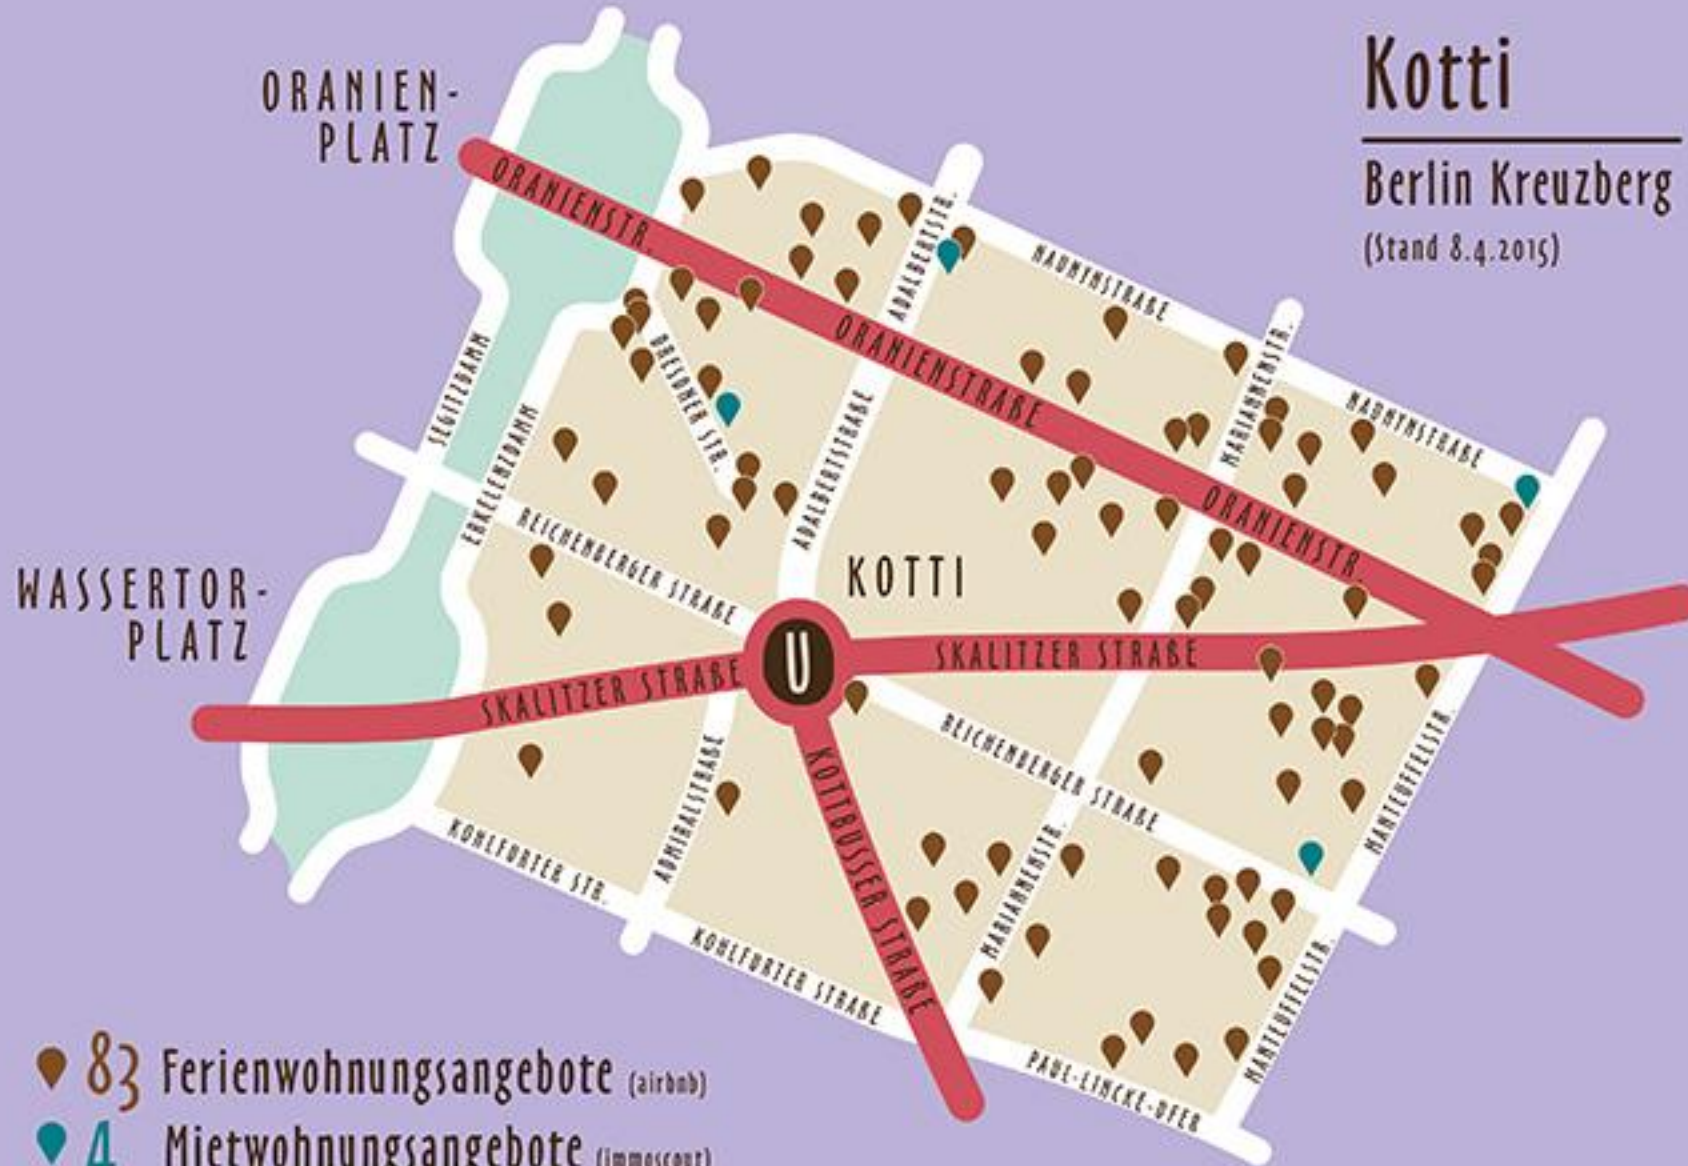 Kotti
Berlin Kreuzberg
(Stand 8.4.2015)
ORANIEN-
PLATZ
ORANIENSTR.
ADALBERTSTR.
NAUNYNSTRAßE
ORANIENSTRAßE
MARIANNENSTR.
NAUNYNSTRAßE
SEGITZDAMM
DRESDNER STR.
ADALBERTSTRAßE
ERKELENZDAMM
ORANIENSTR.
REICHENBERGER STRAßE
KOTTI
WASSERTOR-
PLATZ
U
SKALITZER STRAßE
SKALITZER STRAßE
REICHENBERGER STRAßE
MANTEUFFELSTR.
ADMIRALSTRAßE
KOTTBUSSER STRAßE
KOHLFURTER STR.
MARIANNENSTR.
KOHLFURTER STRAßE
MANTEUFFELSTR.
PAUL-LINCKE-UFER
83 Ferienwohnungsangebote (airbnb)
4 Mietwohnungsangebote (immoscout)